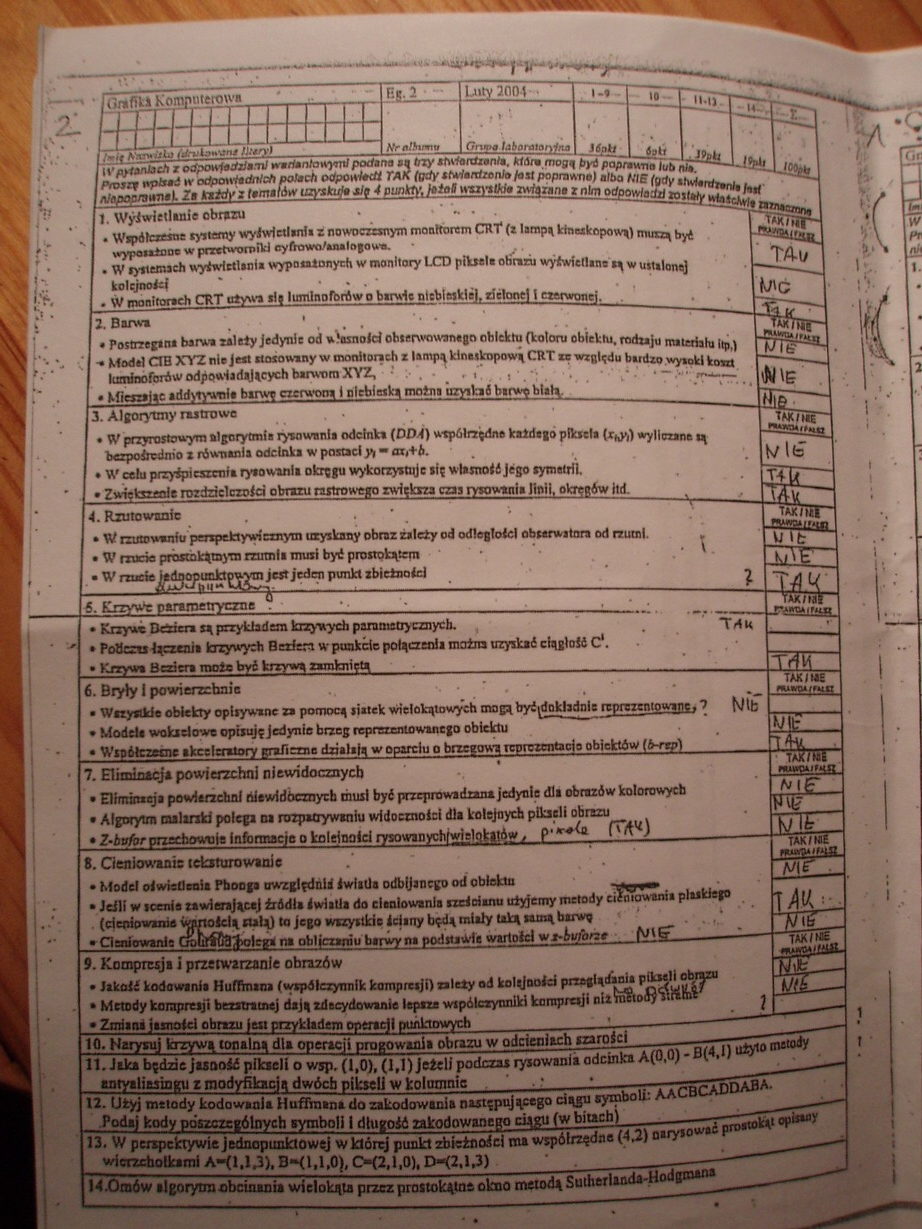 2
Grafika Komputerowa
Eg. 2
Luty 2004
1-9
10
11-13
14
Σ
Imię Nazwisko (drukowane litery)
Nr albumu
Grupa laboratoryjna
36pkt
6pkt
39pkt
19pkt
100pkt
W pytaniach z odpowiedziami wariantowymi podane są trzy stwierdzenia, które mogą być poprawne lub nie.
Proszę wpisać w odpowiednich polach odpowiedź TAK (gdy stwierdzenie jest poprawne) albo NIE (gdy stwierdzenie jest
niepoprawne). Za każdy z tematów uzyskuje się 4 punkty, jeżeli wszystkie związane z nim odpowiedzi zostały właściwie zaznaczone
1. Wyświetlanie obrazu
TAK / NIE
PRAWDA / FAŁSZ
• Współczesne systemy wyświetlania z nowoczesnym monitorem CRT (z lampą kineskopową) muszą być
wyposażone w przetworniki cyfrowo/analogowe.
TAK
• W systemach wyświetlania wyposażonych w monitory LCD piksele obrazu wyświetlane są w ustalonej
kolejności
NIE
• W monitorach CRT używa się luminoforów o barwie niebieskiej, zielonej i czerwonej.
TAK
2. Barwa
TAK / NIE
PRAWDA / FAŁSZ
• Postrzegana barwa zależy jedynie od własności obserwowanego obiektu (koloru obiektu, rodzaju materiału itp.)
NIE
• Model CIE XYZ nie jest stosowany w monitorach z lampą kineskopową CRT ze względu bardzo wysoki koszt
luminoforów odpowiadających barwom XYZ.
NIE
• Mieszając addytywnie barwę czerwoną i niebieską można uzyskać barwę białą.
NIE
3. Algorytmy rastrowe
TAK / NIE
PRAWDA / FAŁSZ
• W przyrostowym algorytmie rysowania odcinka (DDA) współrzędne każdego piksela (xi,yi) wyliczane są
bezpośrednio z równania odcinka w postaci yi = axi+b.
NIE
• W celu przyśpieszenia rysowania okręgu wykorzystuje się własność jego symetrii.
TAK
• Zwiększenie rozdzielczości obrazu rastrowego zwiększa czas rysowania linii, okręgów itd.
TAK
4. Rzutowanie
TAK / NIE
PRAWDA / FAŁSZ
• W rzutowaniu perspektywicznym uzyskany obraz zależy od odległości obserwatora od rzutni.
NIE
• W rzucie prostokątnym rzutnia musi być prostokątem
NIE
• W rzucie jednopunktowym jest jeden punkt zbieżności
? TAK
5. Krzywe parametryczne
TAK / NIE
PRAWDA / FAŁSZ
• Krzywe Beziera są przykładem krzywych parametrycznych.
TAK
• Podczas łączenia krzywych Beziera w punkcie połączenia można uzyskać ciągłość C¹.
• Krzywa Beziera może być krzywą zamkniętą
TAK
6. Bryły i powierzchnie
TAK / NIE
PRAWDA / FAŁSZ
• Wszystkie obiekty opisywane za pomocą siatek wielokątowych mogą być dokładnie reprezentowane. ?
NIE
• Modele wokselowe opisuję jedynie brzeg reprezentowanego obiektu
NIE
• Współczesne akceleratory graficzne działają w oparciu o brzegową reprezentacje obiektów (b-rep)
TAK
7. Eliminacja powierzchni niewidocznych
TAK / NIE
PRAWDA / FAŁSZ
• Eliminacja powierzchni niewidocznych musi być przeprowadzana jedynie dla obrazów kolorowych
NIE
• Algorytm malarski polega na rozpatrywaniu widoczności dla kolejnych pikseli obrazu
NIE
• Z-bufor przechowuje informacje o kolejności rysowanych wielokątów, piksele (TAK)
NIE
8. Cieniowanie teksturowanie
TAK / NIE
PRAWDA / FAŁSZ
• Model oświetlenia Phonga uwzględnia światła odbijanego od obiektu
NIE
• Jeśli w scenie zawierającej źródła światła do cieniowania sześcianu użyjemy metody cieniowania płaskiego
(cieniowanie wartością stałą) to jego wszystkie ściany będą miały taką samą barwę
TAK
NIE
• Cieniowanie Gourauda polega na obliczaniu barwy na podstawie wartości w z-buforze NIE
9. Kompresja i przetwarzanie obrazów
TAK / NIE
PRAWDA / FAŁSZ
• Jakość kodowania Huffmana (współczynnik kompresji) zależy od kolejności przeglądania pikseli obrazu
NIE
• Metody kompresji bezstratnej dają zdecydowanie lepsze współczynniki kompresji niż metody stratne
NIE
• Zmiana jasności obrazu jest przykładem operacji punktowych
?
10. Narysuj krzywą tonalną dla operacji progowania obrazu w odcieniach szarości
11. Jaka będzie jasność pikseli o wsp. (1,0), (1,1) jeżeli podczas rysowania odcinka A(0,0) - B(4,1) użyto metody
antyaliasingu z modyfikacją dwóch pikseli w kolumnie
12. Użyj metody kodowania Huffmana do zakodowania następującego ciągu symboli: AACBCADDABA.
Podaj kody poszczególnych symboli i długość zakodowanego ciągu (w bitach)
13. W perspektywie jednopunktowej w której punkt zbieżności ma współrzędne (4,2) narysować prostokąt opisany
wierzchołkami A=(1,1,3), B=(1,1,0), C=(2,1,0), D=(2,1,3)
14.Omów algorytm obcinania wielokąta przez prostokątne okno metodą Sutherlanda-Hodgmana